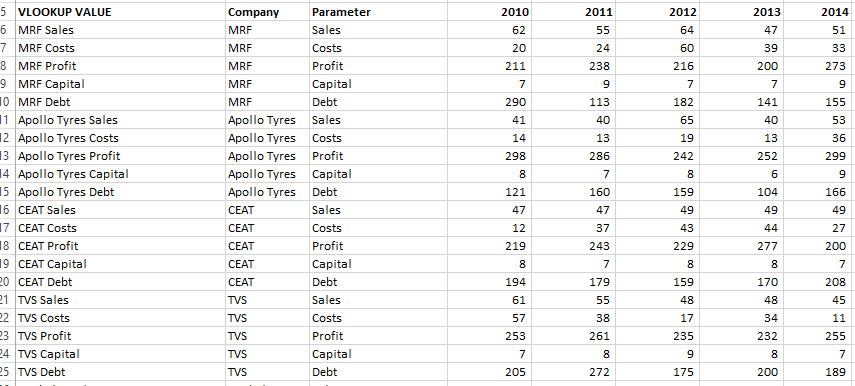 5 VLOOKUP VALUE Company Parameter 2010 2011 2012 2013 2014
6 MRF Sales MRF Sales 62 55 64 47 51
7 MRF Costs MRF Costs 20 24 60 39 33
8 MRF Profit MRF Profit 211 238 216 200 273
9 MRF Capital MRF Capital 7 9 7 7 9
10 MRF Debt MRF Debt 290 113 182 141 155
11 Apollo Tyres Sales Apollo Tyres Sales 41 40 65 40 53
12 Apollo Tyres Costs Apollo Tyres Costs 14 13 19 13 36
13 Apollo Tyres Profit Apollo Tyres Profit 298 286 242 252 299
14 Apollo Tyres Capital Apollo Tyres Capital 8 7 8 6 9
15 Apollo Tyres Debt Apollo Tyres Debt 121 160 159 104 166
16 CEAT Sales CEAT Sales 47 47 49 49 49
17 CEAT Costs CEAT Costs 12 37 43 44 27
18 CEAT Profit CEAT Profit 219 243 229 277 200
19 CEAT Capital CEAT Capital 8 7 8 8 7
20 CEAT Debt CEAT Debt 194 179 159 170 208
21 TVS Sales TVS Sales 61 55 48 48 45
22 TVS Costs TVS Costs 57 38 17 34 11
23 TVS Profit TVS Profit 253 261 235 232 255
24 TVS Capital TVS Capital 7 8 9 8 7
25 TVS Debt TVS Debt 205 272 175 200 189